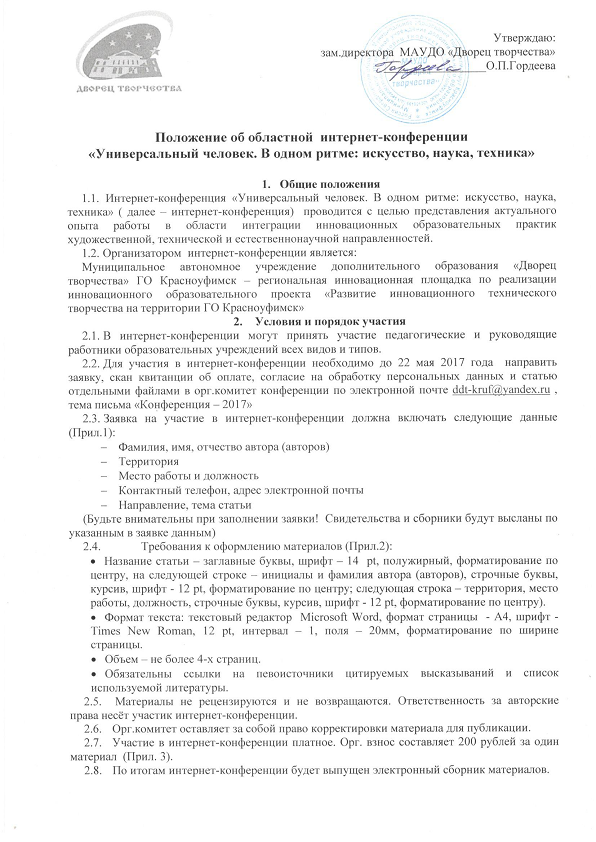 Утверждаю:
зам.директора МАУДО «Дворец творчества»
О.П.Гордеева
ДВОРЕЦ ТВОРЧЕСТВА
Положение об областной интернет-конференции
«Универсальный человек. В одном ритме: искусство, наука, техника»
1. Общие положения
1.1. Интернет-конференция «Универсальный человек. В одном ритме: искусство, наука,
техника» ( далее – интернет-конференция) проводится с целью представления актуального
опыта работы в области интеграции инновационных образовательных практик
художественной, технической и естественнонаучной направленностей.
1.2. Организатором интернет-конференции является:
Муниципальное автономное учреждение дополнительного образования «Дворец
творчества» ГО Красноуфимск – региональная инновационная площадка по реализации
инновационного образовательного проекта «Развитие инновационного технического
творчества на территории ГО Красноуфимск»
2. Условия и порядок участия
2.1. В интернет-конференции могут принять участие педагогические и руководящие
работники образовательных учреждений всех видов и типов.
2.2. Для участия в интернет-конференции необходимо до 22 мая 2017 года направить
заявку, скан квитанции об оплате, согласие на обработку персональных данных и статью
отдельными файлами в орг.комитет конференции по электронной почте ddt-kruf@yandex.ru ,
тема письма «Конференция – 2017»
2.3. Заявка на участие в интернет-конференции должна включать следующие данные
(Прил.1):
– Фамилия, имя, отчество автора (авторов)
– Территория
– Место работы и должность
– Контактный телефон, адрес электронной почты
– Направление, тема статьи
(Будьте внимательны при заполнении заявки! Свидетельства и сборники будут высланы по
указанным в заявке данным)
2.4. Требования к оформлению материалов (Прил.2):
• Название статьи – заглавные буквы, шрифт – 14 pt, полужирный, форматирование по
центру, на следующей строке – инициалы и фамилия автора (авторов), строчные буквы,
курсив, шрифт - 12 pt, форматирование по центру; следующая строка – территория, место
работы, должность, строчные буквы, курсив, шрифт - 12 pt, форматирование по центру).
• Формат текста: текстовый редактор Microsoft Word, формат страницы - А4, шрифт -
Times New Roman, 12 pt, интервал – 1, поля – 20мм, форматирование по ширине
страницы.
• Объем – не более 4-х страниц.
• Обязательны ссылки на певоисточники цитируемых высказываний и список
используемой литературы.
2.5. Материалы не рецензируются и не возвращаются. Ответственность за авторские
права несёт участник интернет-конференции.
2.6. Орг.комитет оставляет за собой право корректировки материала для публикации.
2.7. Участие в интернет-конференции платное. Орг. взнос составляет 200 рублей за один
материал (Прил. 3).
2.8. По итогам интернет-конференции будет выпущен электронный сборник материалов.